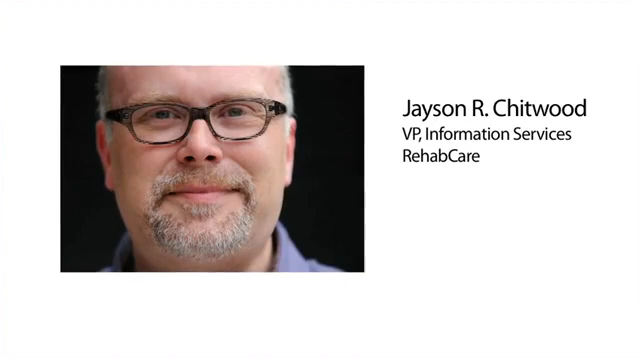 Jayson R. Chitwood
VP, Information Services
RehabCare